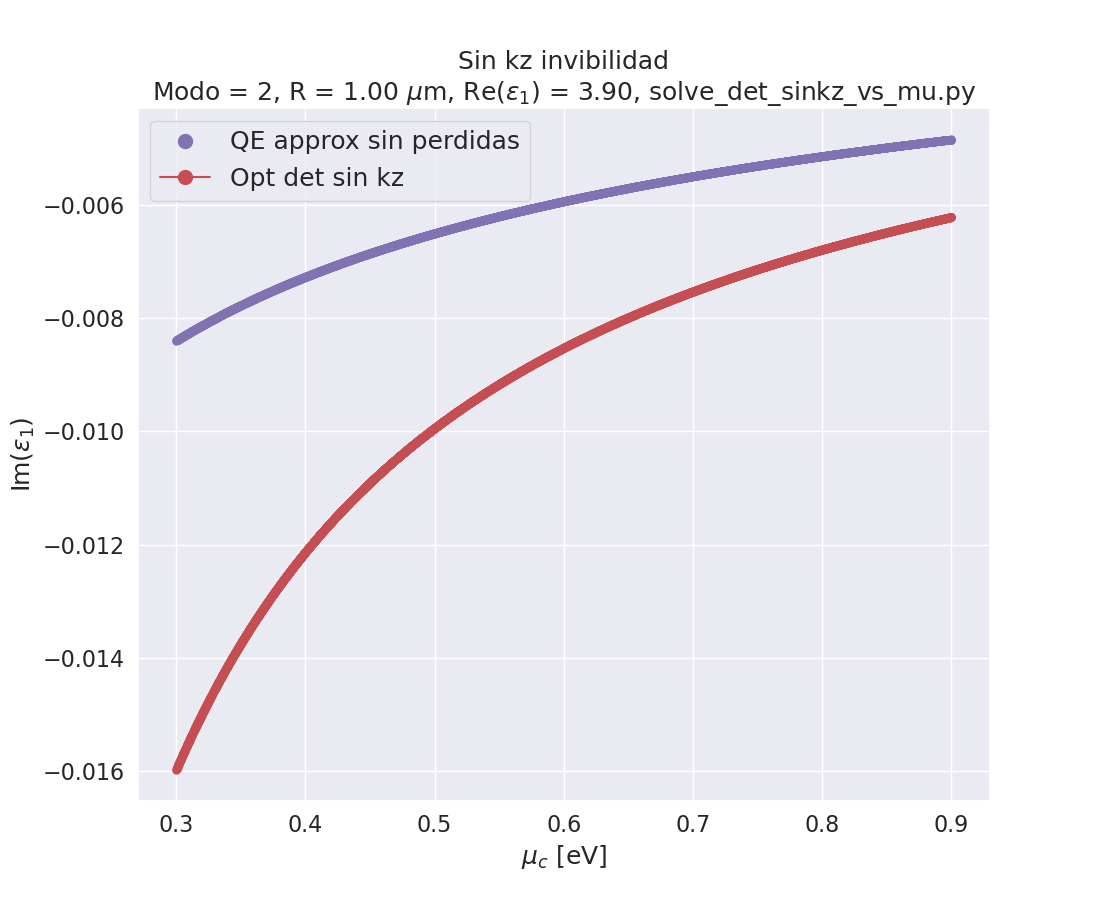 Sin kz invibilidad
Modo = 2, R = 1.00 μm, Re(ε₁) = 3.90, solve_det_sinkz_vs_mu.py
QE approx sin perdidas
Opt det sin kz
−0.006
−0.008
−0.010
−0.012
−0.014
−0.016
Im(ε₁)
0.3 0.4 0.5 0.6 0.7 0.8 0.9
μc [eV]